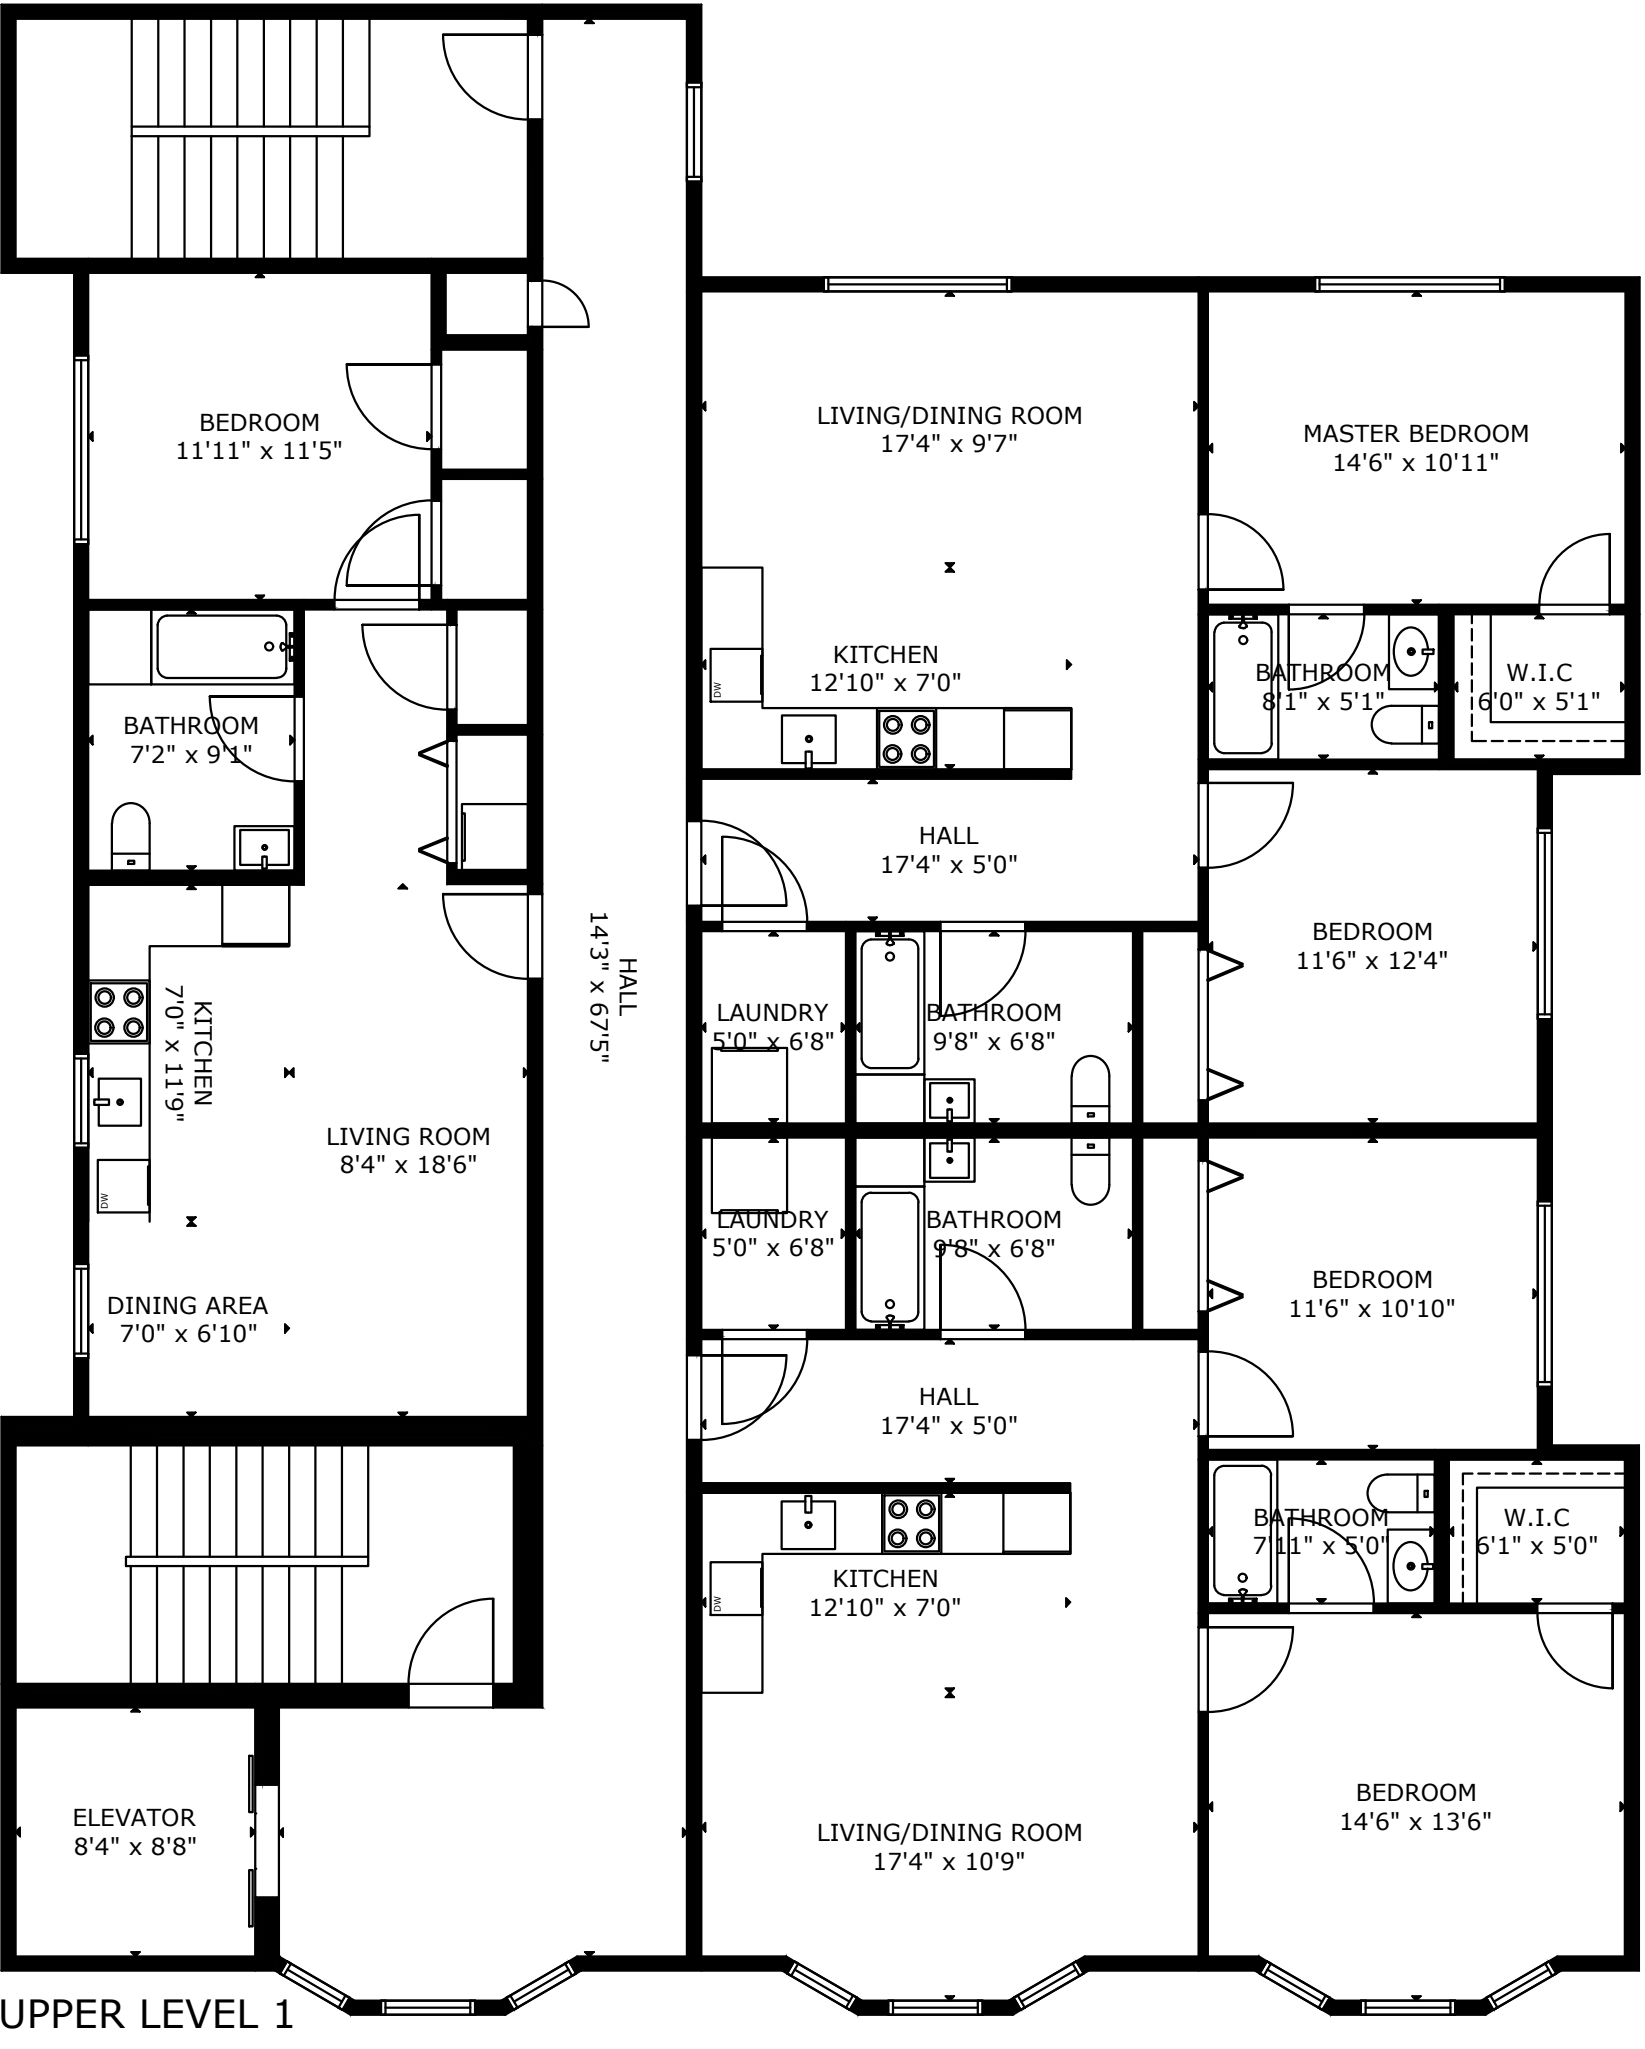 BEDROOM
11'11" x 11'5"
LIVING/DINING ROOM
17'4" x 9'7"
MASTER BEDROOM
14'6" x 10'11"
KITCHEN
12'10" x 7'0"
DW
BATHROOM
8'1" x 5'1"
W.I.C
6'0" x 5'1"
BATHROOM
7'2" x 9'1"
HALL
17'4" x 5'0"
BEDROOM
11'6" x 12'4"
HALL
14'3" x 67'5"
KITCHEN
7'0" x 11'9"
DW
LAUNDRY
5'0" x 6'8"
BATHROOM
9'8" x 6'8"
LIVING ROOM
8'4" x 18'6"
LAUNDRY
5'0" x 6'8"
BATHROOM
9'8" x 6'8"
BEDROOM
11'6" x 10'10"
DINING AREA
7'0" x 6'10"
HALL
17'4" x 5'0"
BATHROOM
7'11" x 5'0"
W.I.C
6'1" x 5'0"
KITCHEN
12'10" x 7'0"
DW
BEDROOM
14'6" x 13'6"
ELEVATOR
8'4" x 8'8"
LIVING/DINING ROOM
17'4" x 10'9"
UPPER LEVEL 1